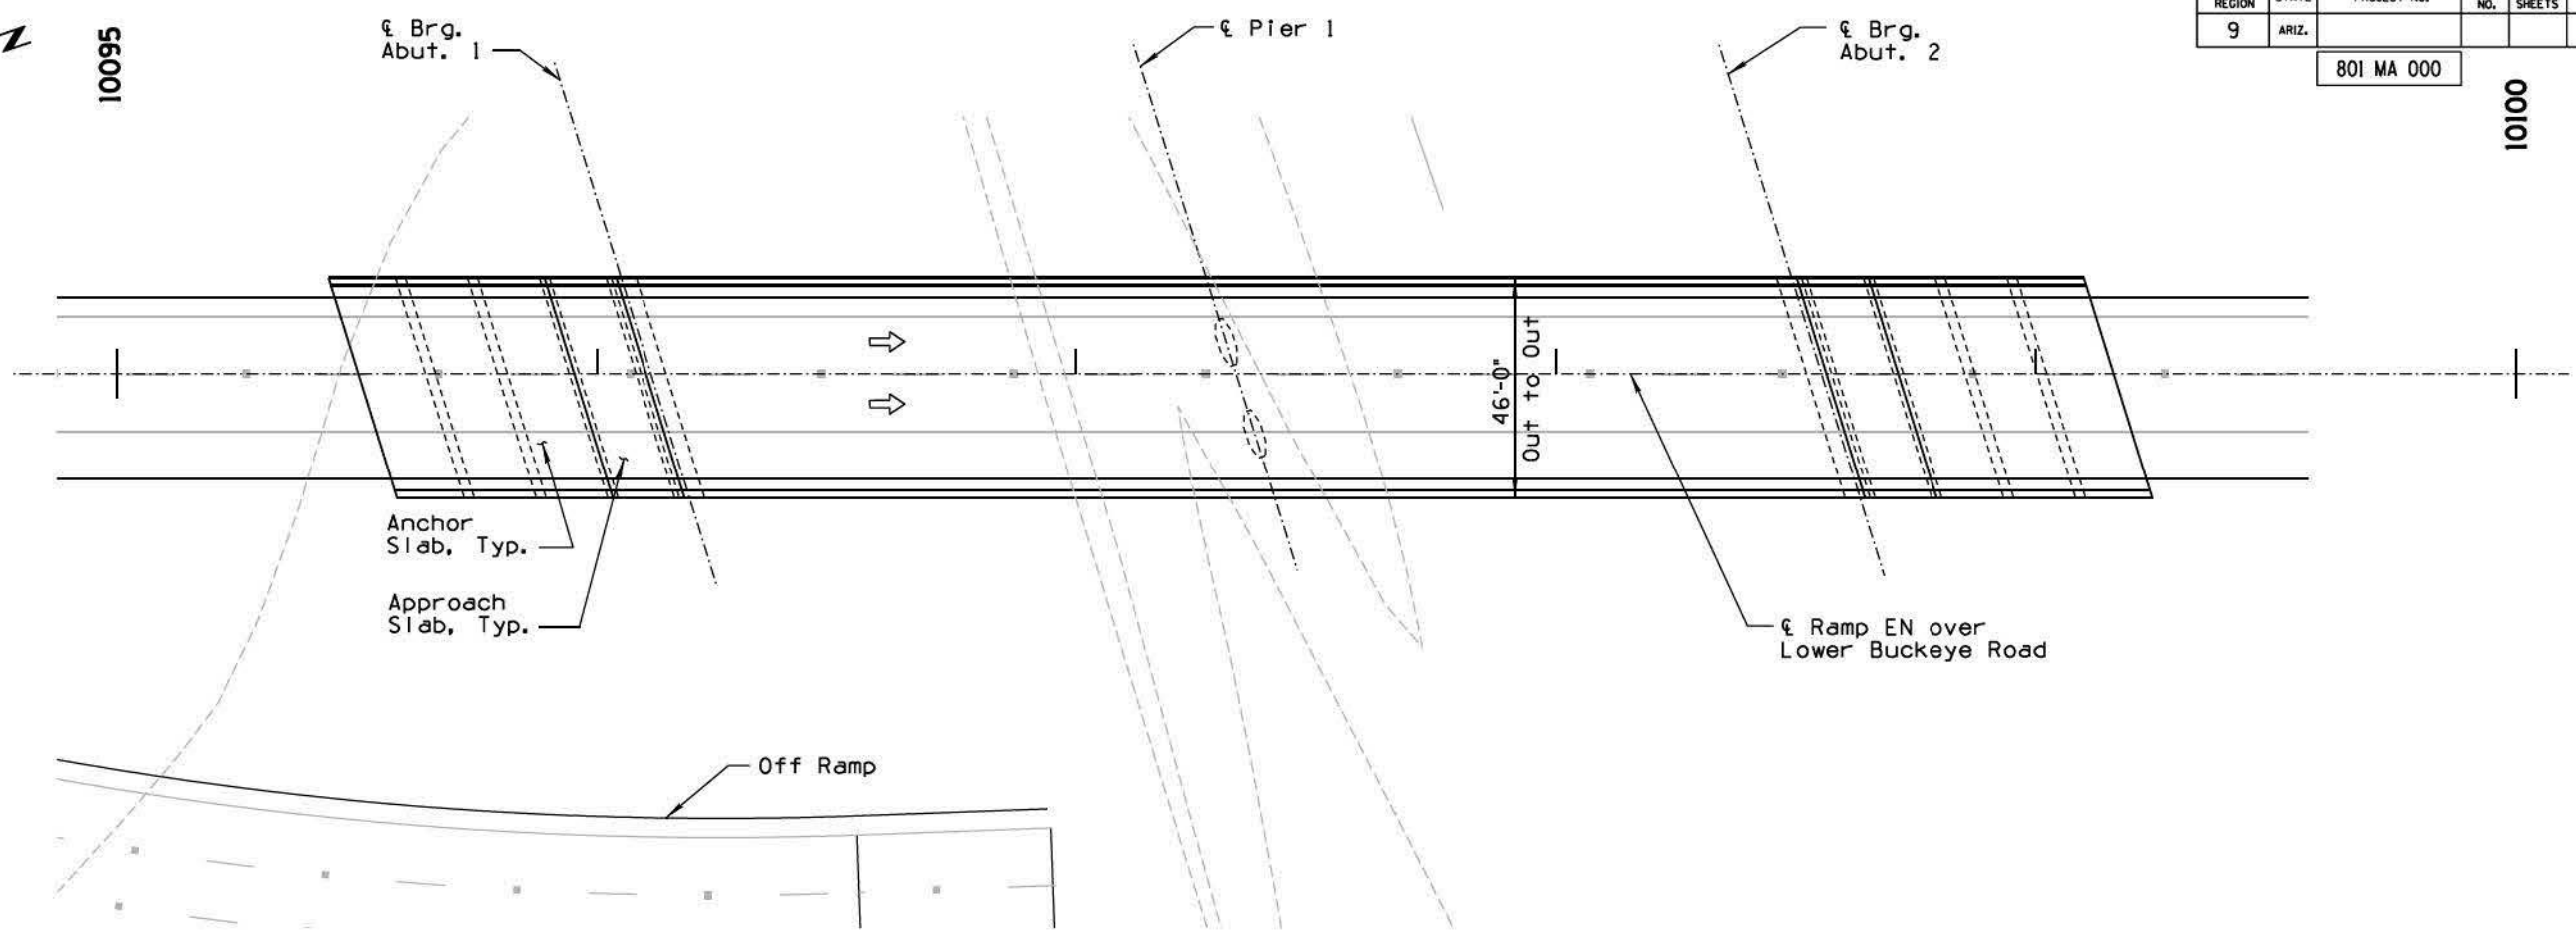 N
10095
℄ Brg.
Abut. 1
℄ Pier 1
℄ Brg.
Abut. 2
REGION
NO.
SHEETS
9
ARIZ.
801 MA 000
10100
46'-0"
Out to Out
Anchor
Slab, Typ.
Approach
Slab, Typ.
℄ Ramp EN over
Lower Buckeye Road
Off Ramp